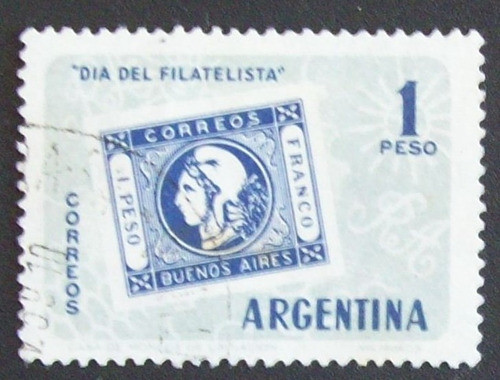 "DIA DEL FILATELISTA"
1
PESO
CORREOS
CORREOS
1. PESO
FRANCO
BUENOS AIRES
ARGENTINA